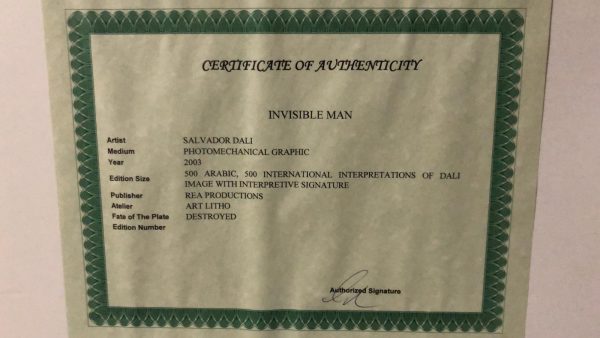 CERTIFICATE OF AUTHENTICITY
INVISIBLE MAN
Artist SALVADOR DALI
Medium PHOTOMECHANICAL GRAPHIC
Year 2003
Edition Size 500 ARABIC, 500 INTERNATIONAL INTERPRETATIONS OF DALI
IMAGE WITH INTERPRETIVE SIGNATURE
Publisher REA PRODUCTIONS
Atelier ART LITHO
Fate of The Plate DESTROYED
Edition Number
Authorized Signature